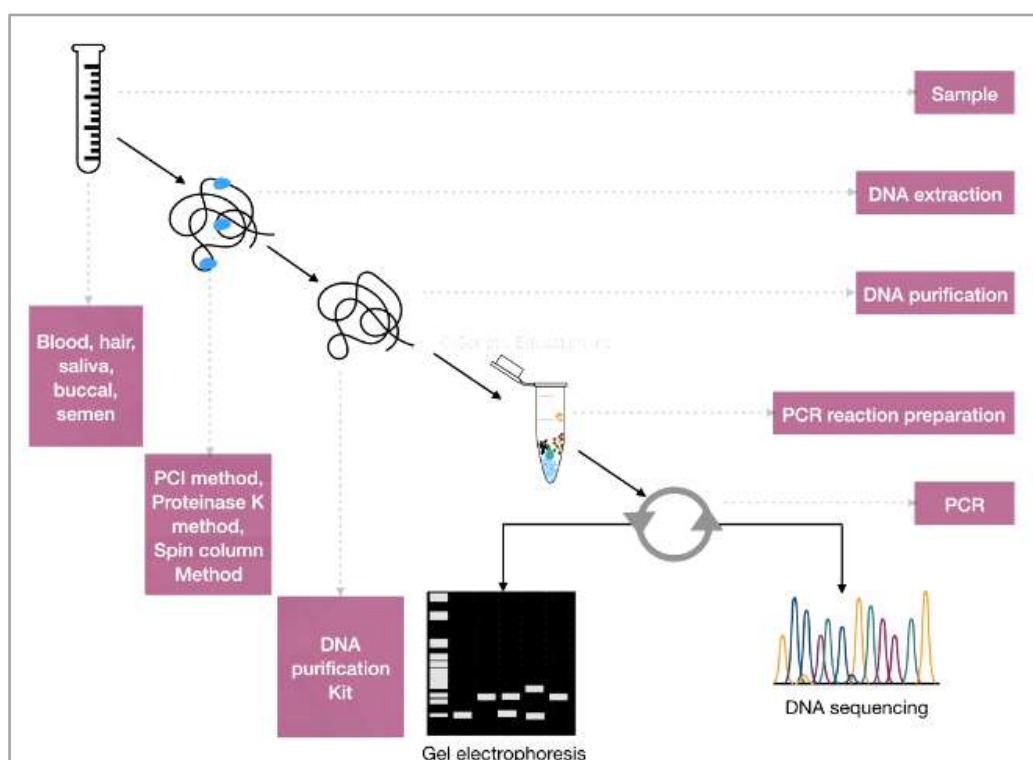 Sample
DNA extraction
DNA purification
Blood, hair,
saliva,
buccal,
semen
PCR reaction preparation
PCI method,
Proteinase K
method,
Spin column
Method
PCR
DNA
purification
Kit
DNA sequencing
Gel electrophoresis